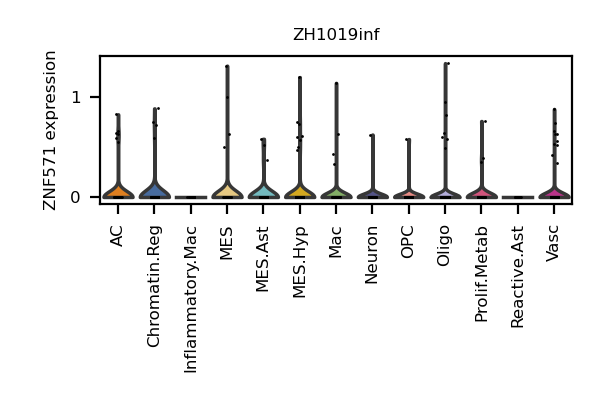 ZH1019inf
ZNF571 expression
1
0
AC
Chromatin.Reg
Inflammatory.Mac
MES
MES.Ast
MES.Hyp
Mac
Neuron
OPC
Oligo
Prolif.Metab
Reactive.Ast
Vasc